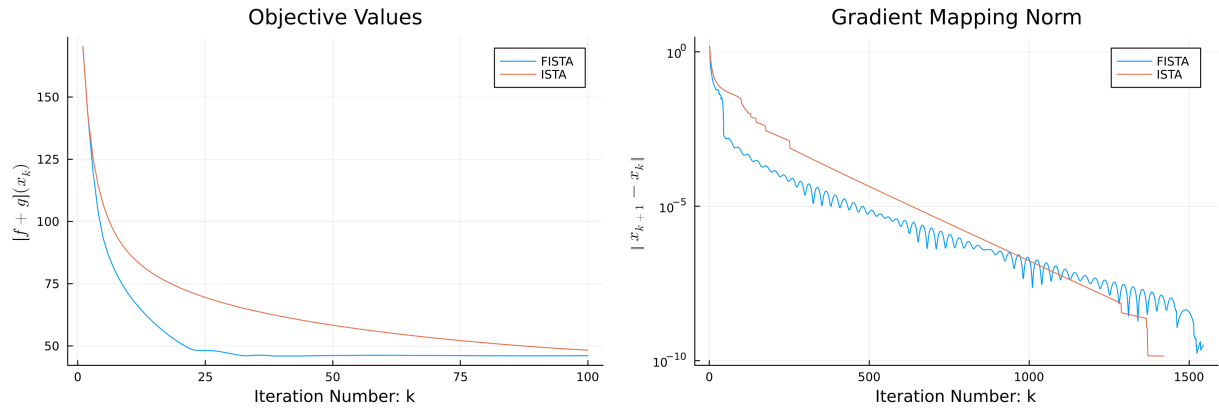 Objective Values
[f + g](x_k)
150
125
100
75
50
0
25
50
75
100
Iteration Number: k
FISTA
ISTA
Gradient Mapping Norm
‖ x_{k+1} − x_k ‖
10^0
10^{-5}
10^{-10}
0
500
1000
1500
Iteration Number: k
FISTA
ISTA